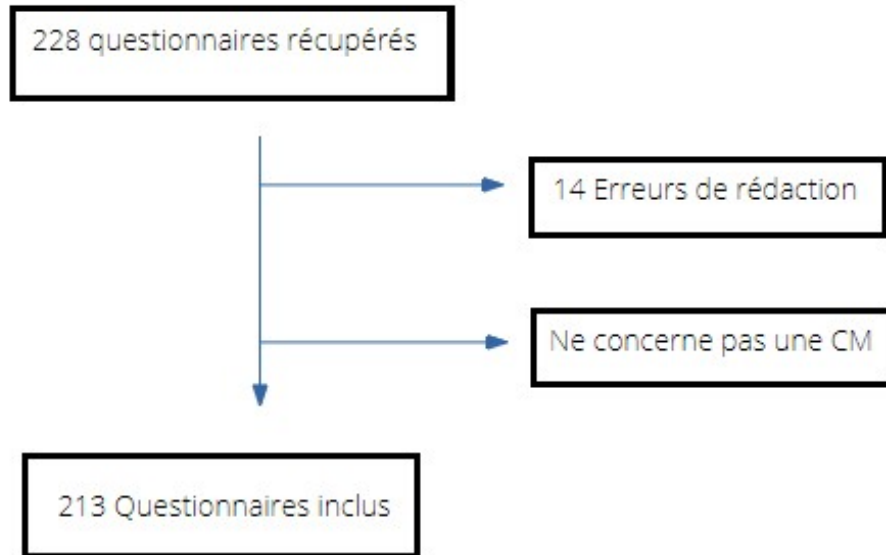 228 questionnaires récupérés
14 Erreurs de rédaction
Ne concerne pas une CM
213 Questionnaires inclus